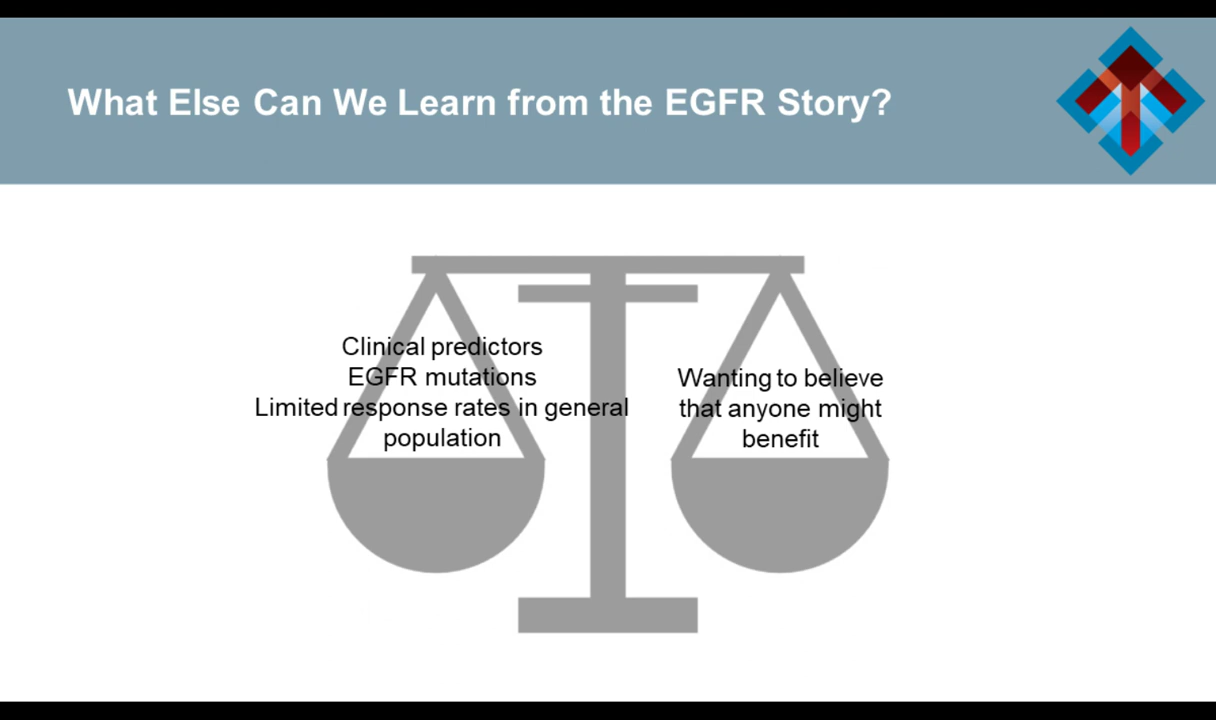 What Else Can We Learn from the EGFR Story?
Clinical predictors
EGFR mutations
Limited response rates in general
population
Wanting to believe
that anyone might
benefit